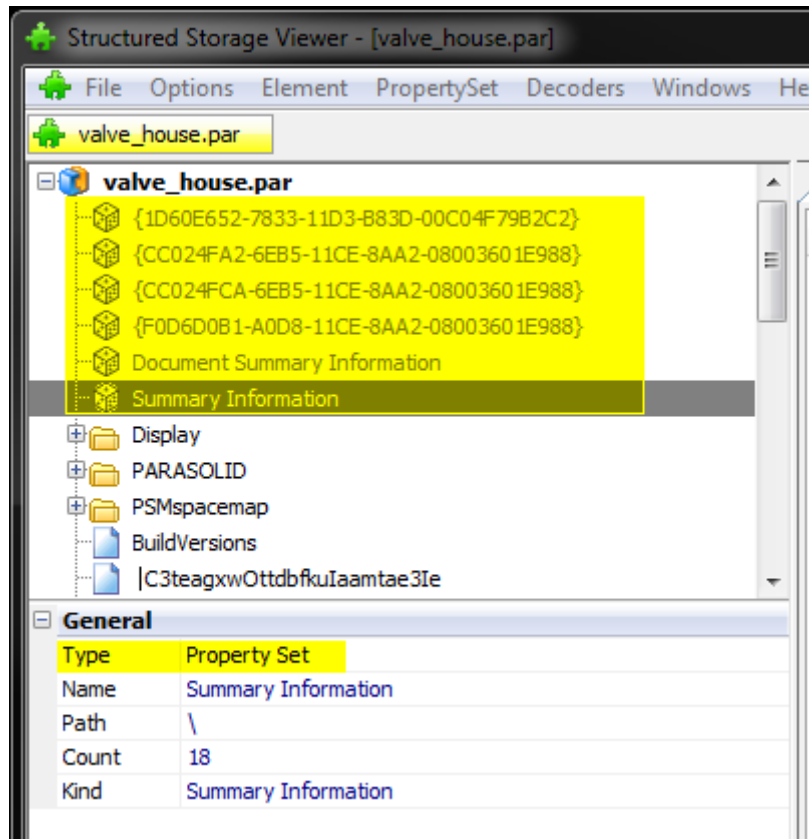 Structured Storage Viewer - [valve_house.par]
File Options Element PropertySet Decoders Windows He
valve_house.par
valve_house.par
{1D60E652-7833-11D3-B83D-00C04F79B2C2}
{CC024FA2-6EB5-11CE-8AA2-08003601E988}
{CC024FCA-6EB5-11CE-8AA2-08003601E988}
{F0D6D0B1-A0D8-11CE-8AA2-08003601E988}
Document Summary Information
Summary Information
Display
PARASOLID
PSMspacemap
BuildVersions
|C3teagxwOttdbfkuIaamtae3Ie
General
Type Property Set
Name Summary Information
Path \
Count 18
Kind Summary Information